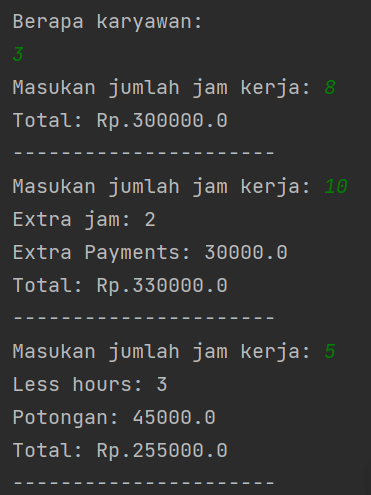 Berapa karyawan:
3
Masukan jumlah jam kerja: 8
Total: Rp.300000.0
----------------------
Masukan jumlah jam kerja: 10
Extra jam: 2
Extra Payments: 30000.0
Total: Rp.330000.0
----------------------
Masukan jumlah jam kerja: 5
Less hours: 3
Potongan: 45000.0
Total: Rp.255000.0
----------------------